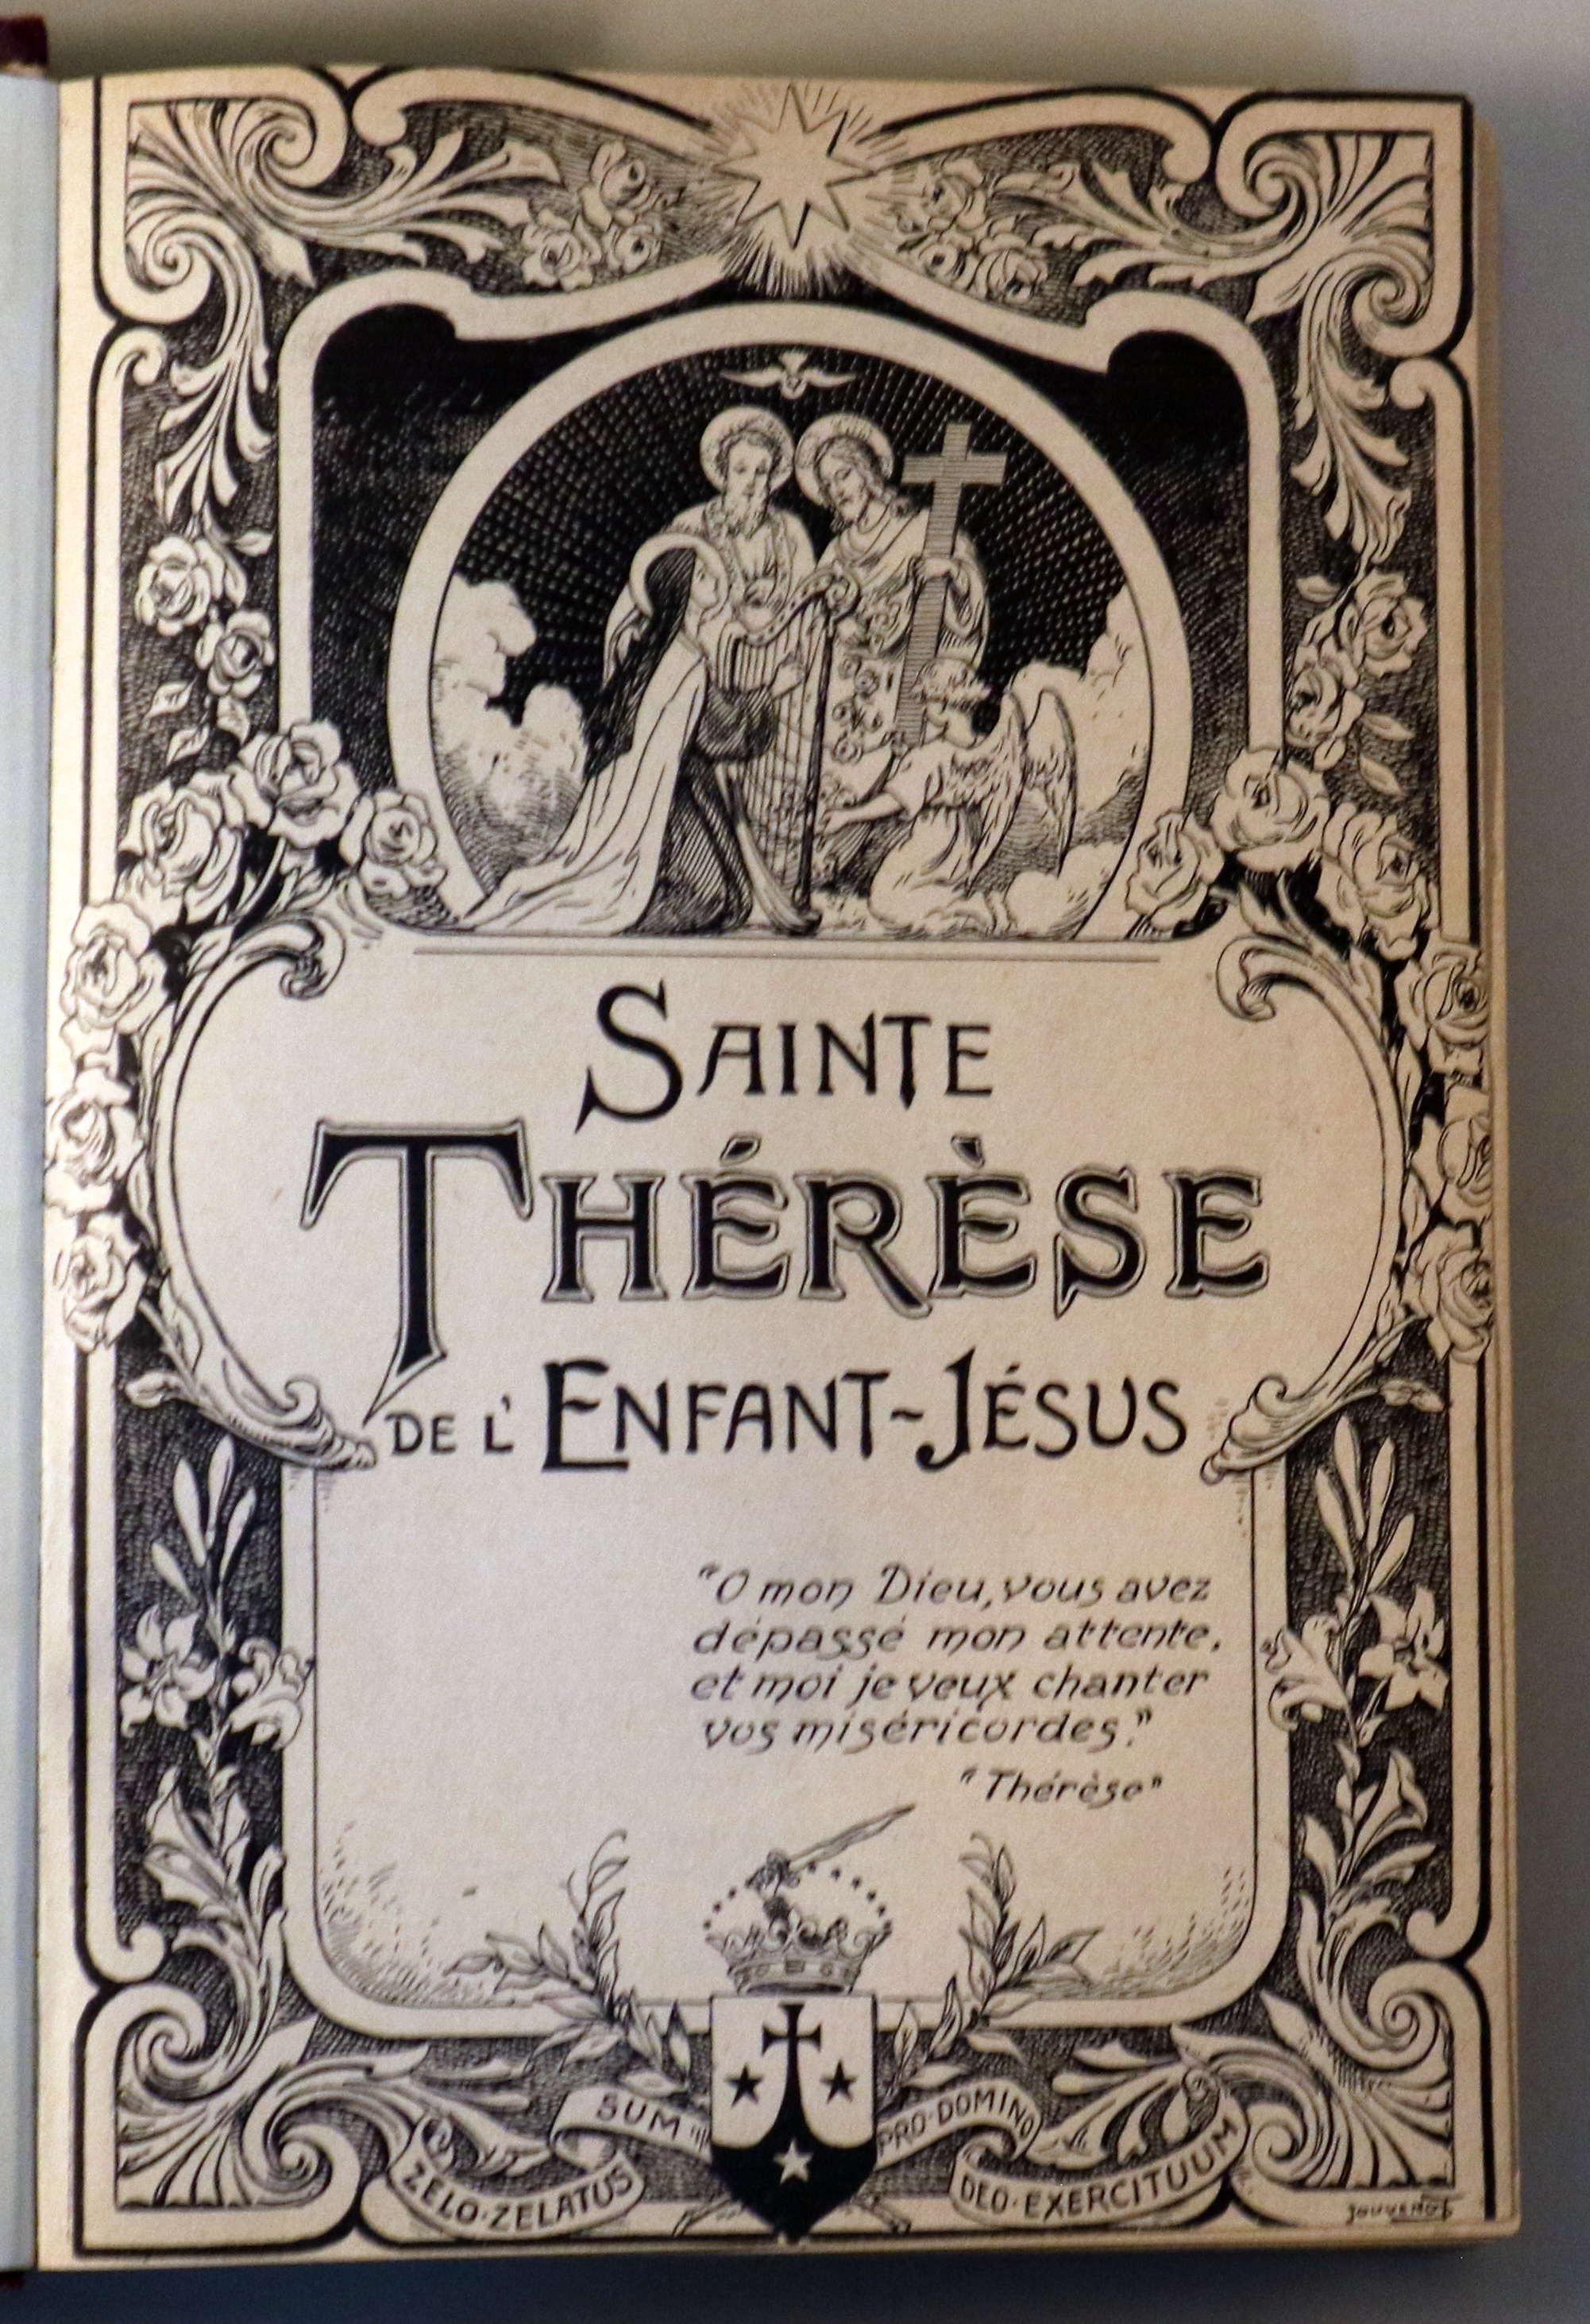 SAINTE
THÉRÈSE
DE L' ENFANT-JÉSUS
"O mon Dieu, vous avez
dépassé mon attente,
et moi je veux chanter
vos miséricordes."
"Thérèse"
ZELO·ZELATUS
SUM
PRO·DOMINO
DEO·EXERCITUUM